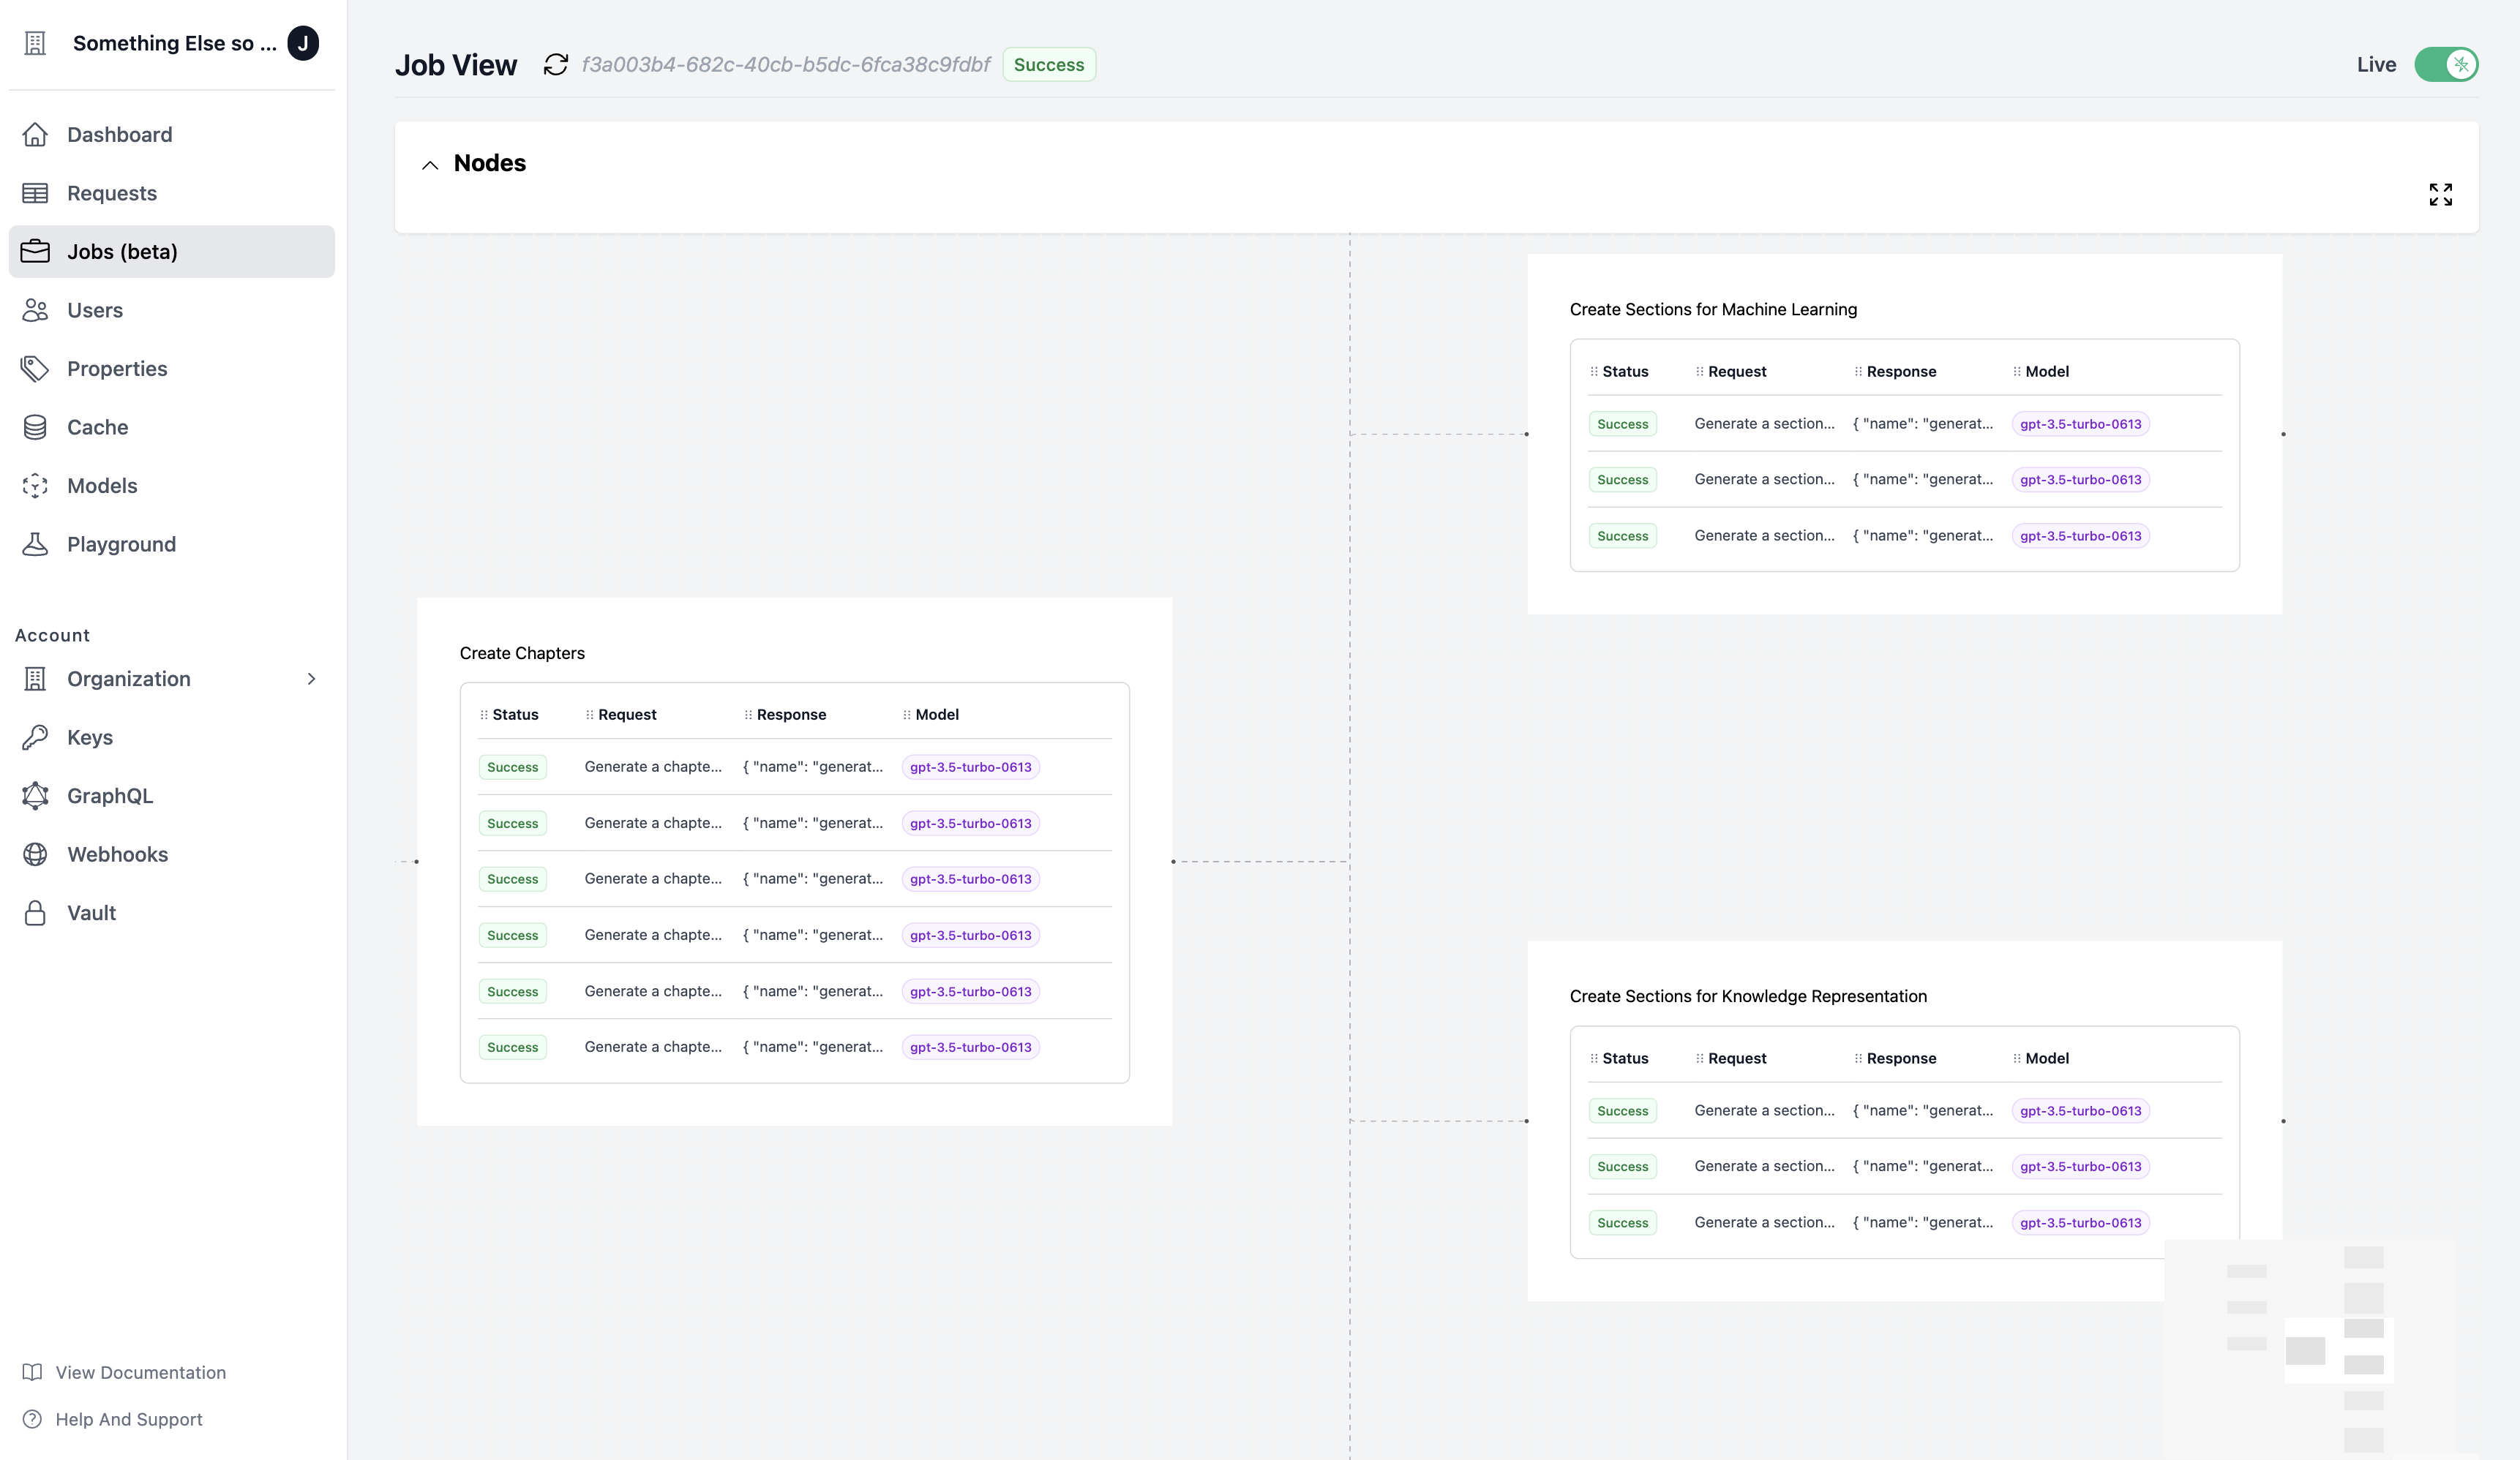 Something Else so ...
J
Dashboard
Requests
Jobs (beta)
Users
Properties
Cache
Models
Playground
Account
Organization
Keys
GraphQL
Webhooks
Vault
View Documentation
Help And Support
Job View f3a003b4-682c-40cb-b5dc-6fca38c9fdbf Success
Live
Nodes
Create Chapters
Status Request Response Model
Success Generate a chapte... { "name": "generat... gpt-3.5-turbo-0613
Success Generate a chapte... { "name": "generat... gpt-3.5-turbo-0613
Success Generate a chapte... { "name": "generat... gpt-3.5-turbo-0613
Success Generate a chapte... { "name": "generat... gpt-3.5-turbo-0613
Success Generate a chapte... { "name": "generat... gpt-3.5-turbo-0613
Success Generate a chapte... { "name": "generat... gpt-3.5-turbo-0613
Create Sections for Machine Learning
Status Request Response Model
Success Generate a section... { "name": "generat... gpt-3.5-turbo-0613
Success Generate a section... { "name": "generat... gpt-3.5-turbo-0613
Success Generate a section... { "name": "generat... gpt-3.5-turbo-0613
Create Sections for Knowledge Representation
Status Request Response Model
Success Generate a section... { "name": "generat... gpt-3.5-turbo-0613
Success Generate a section... { "name": "generat... gpt-3.5-turbo-0613
Success Generate a section... { "name": "generat... gpt-3.5-turbo-0613